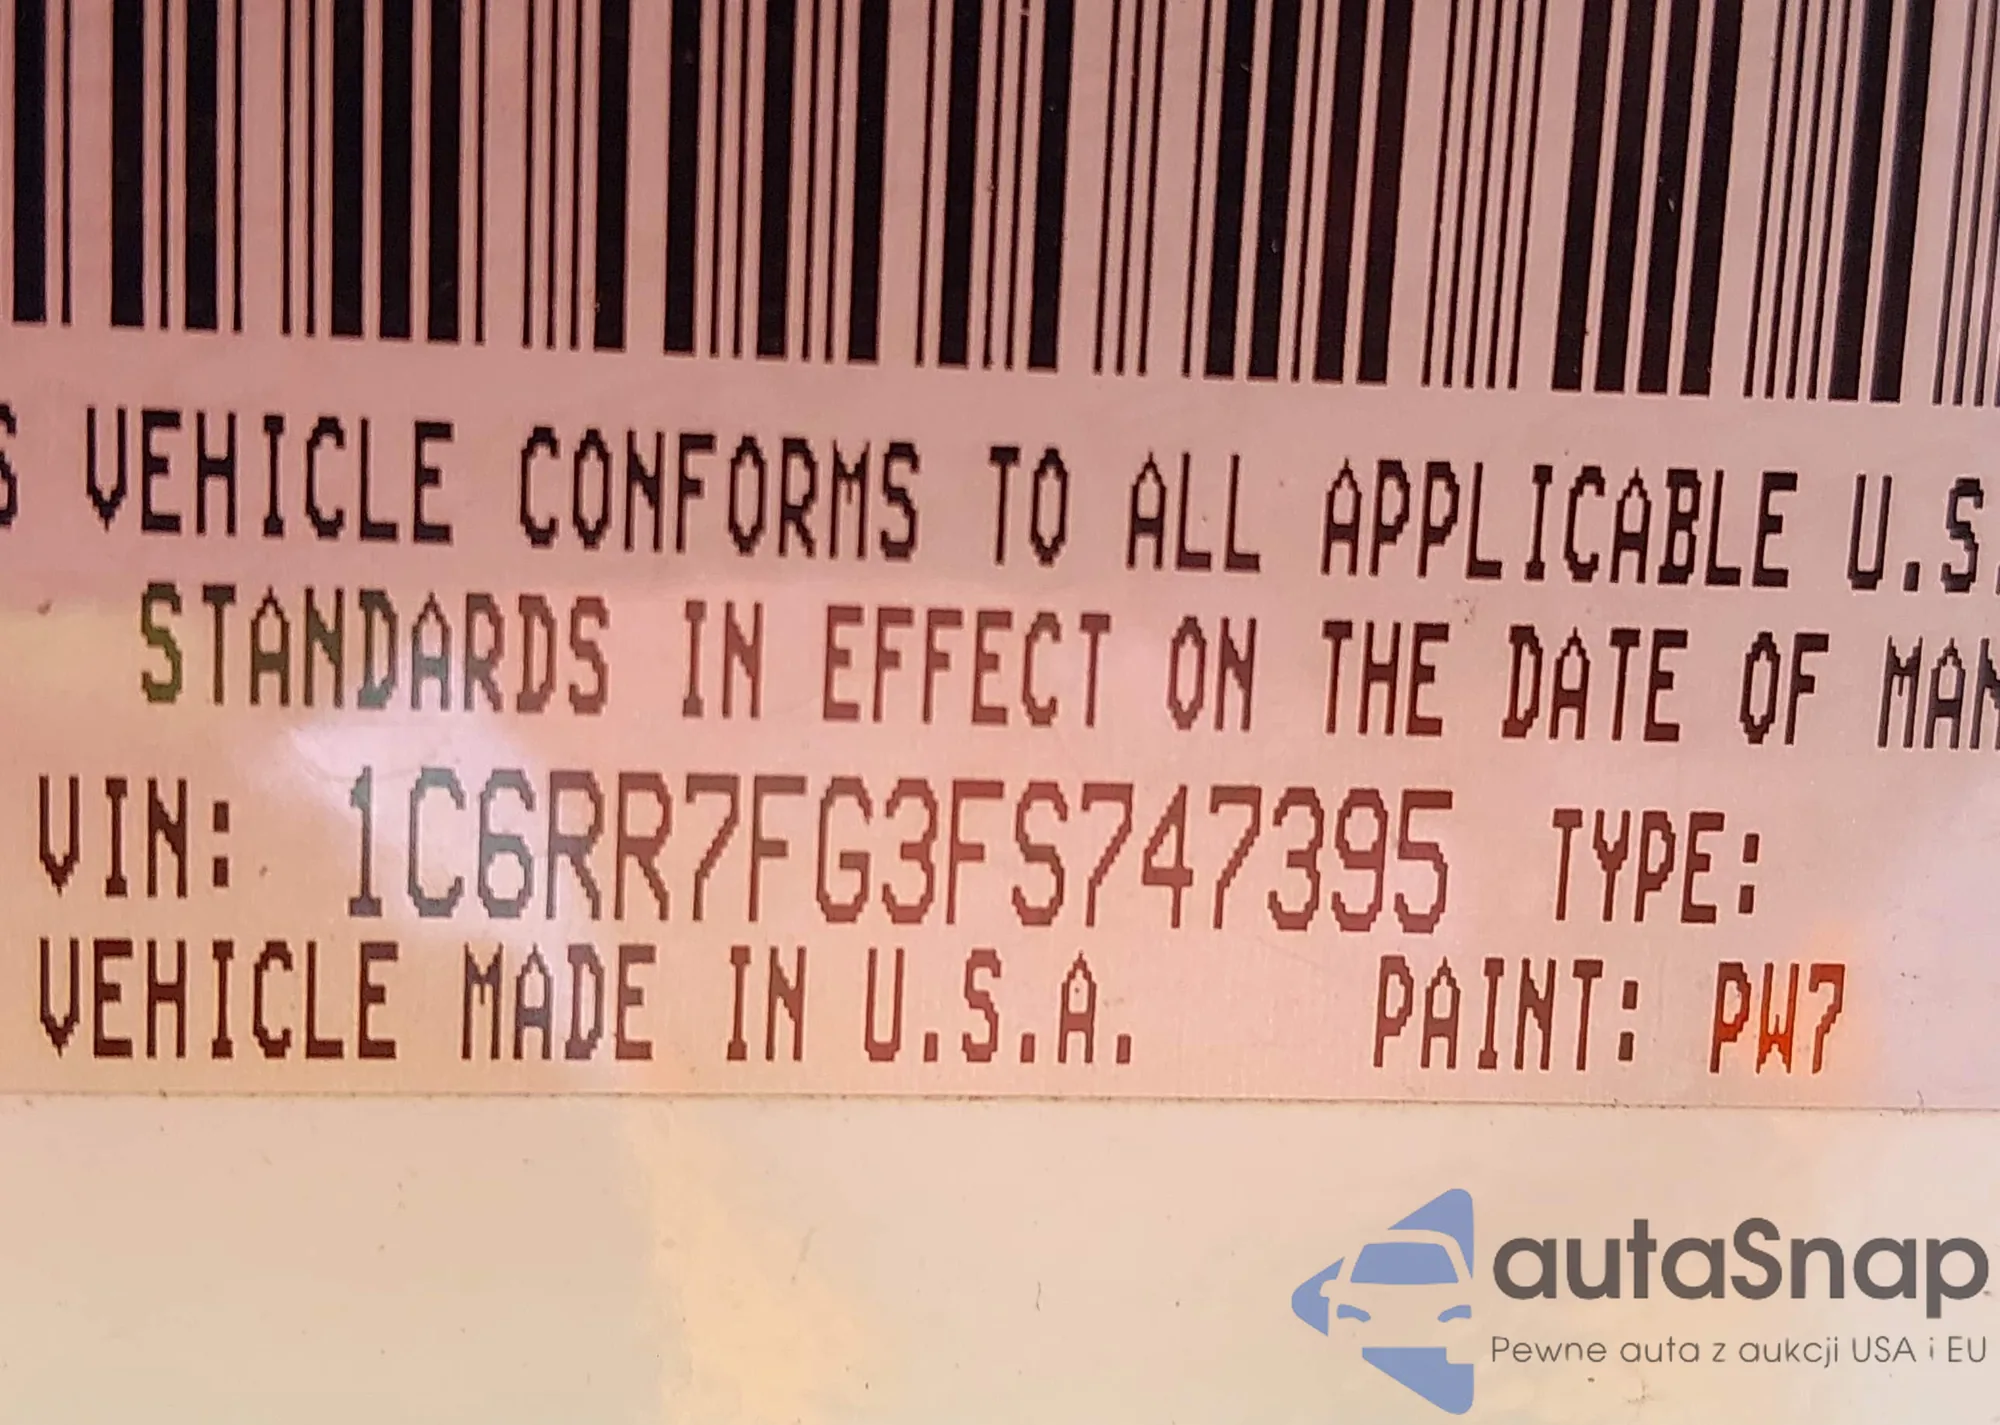 S VEHICLE CONFORMS TO ALL APPLICABLE U.S.
STANDARDS IN EFFECT ON THE DATE OF MAN
VIN: 1C6RR7FG3FS747395 TYPE:
VEHICLE MADE IN U.S.A. PAINT: PW7
autaSnap
Pewne auta z aukcji USA i EU